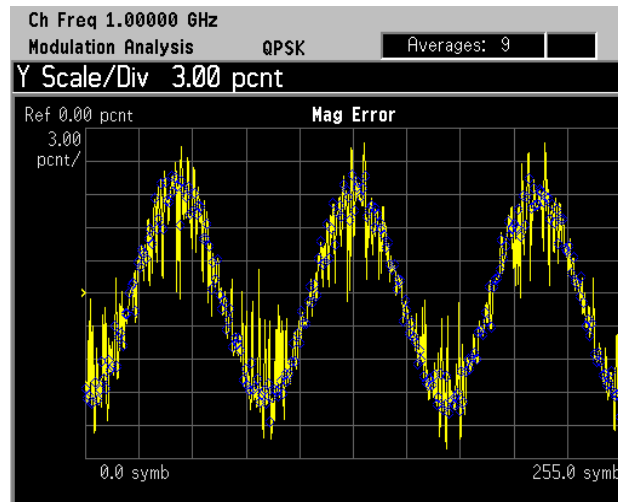 Ch Freq 1.00000 GHz
Modulation Analysis QPSK Averages: 9
Y Scale/Div 3.00 pcnt
Ref 0.00 pcnt Mag Error
3.00
pcnt/
0.0 symb 255.0 symb